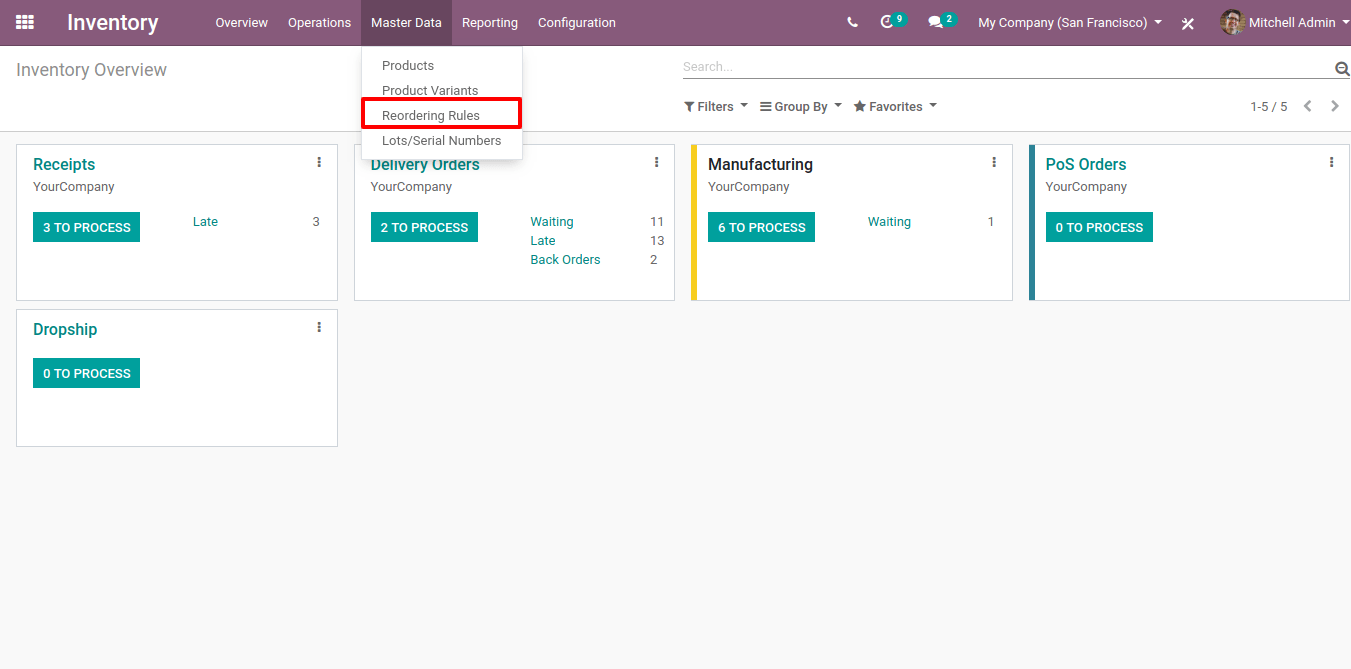 Inventory Overview Operations Master Data Reporting Configuration 9 2 My Company (San Francisco) Mitchell Admin
Inventory Overview
Search...
Products
Product Variants
Reordering Rules
Lots/Serial Numbers
Filters Group By Favorites 1-5 / 5
Receipts
YourCompany
3 TO PROCESS
Late 3
Delivery Orders
YourCompany
2 TO PROCESS
Waiting 11
Late 13
Back Orders 2
Manufacturing
YourCompany
6 TO PROCESS
Waiting 1
PoS Orders
YourCompany
0 TO PROCESS
Dropship
0 TO PROCESS